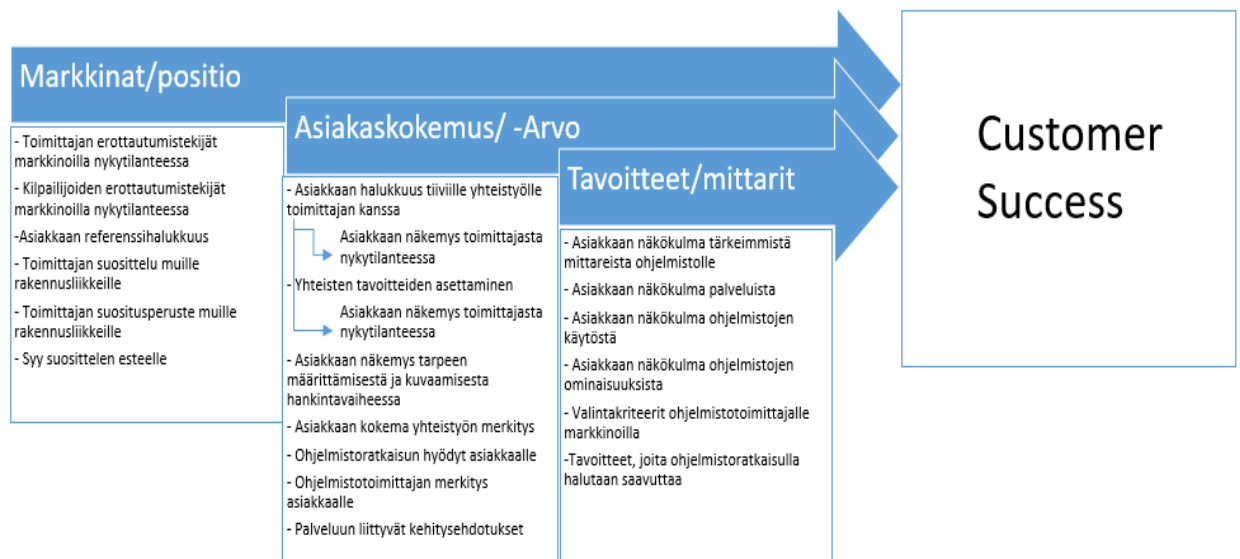 Markkinat/positio
- Toimittajan erottautumistekijät
markkinoilla nykytilanteessa
- Kilpailijoiden erottautumistekijät
markkinoilla nykytilanteessa
-Asiakkaan referenssihalukkuus
- Toimittajan suosittelu muille
rakennusliikkeille
- Toimittajan suositusperuste muille
rakennusliikkeille
- Syy suosittelen esteelle
Asiakaskokemus/ -Arvo
- Asiakkaan halukkuus tiiviille yhteistyölle
toimittajan kanssa
Asiakkaan näkemys toimittajasta
nykytilanteessa
- Yhteisten tavoitteiden asettaminen
Asiakkaan näkemys toimittajasta
nykytilanteessa
- Asiakkaan näkemys tarpeen
määrittämisestä ja kuvaamisesta
hankintavaiheessa
- Asiakkaan kokema yhteistyön merkitys
- Ohjelmistoratkaisun hyödyt asiakkaalle
- Ohjelmistotoimittajan merkitys
asiakkaalle
- Palveluun liittyvät kehitysehdotukset
Tavoitteet/mittarit
- Asiakkaan näkökulma tärkeimmistä
mittareista ohjelmistolle
- Asiakkaan näkökulma palveluista
- Asiakkaan näkökulma ohjelmistojen
käytöstä
- Asiakkaan näkökulma ohjelmistojen
ominaisuuksista
- Valintakriteerit ohjelmistotoimittajalle
markkinoilla
-Tavoitteet, joita ohjelmistoratkaisulla
halutaan saavuttaa
Customer
Success